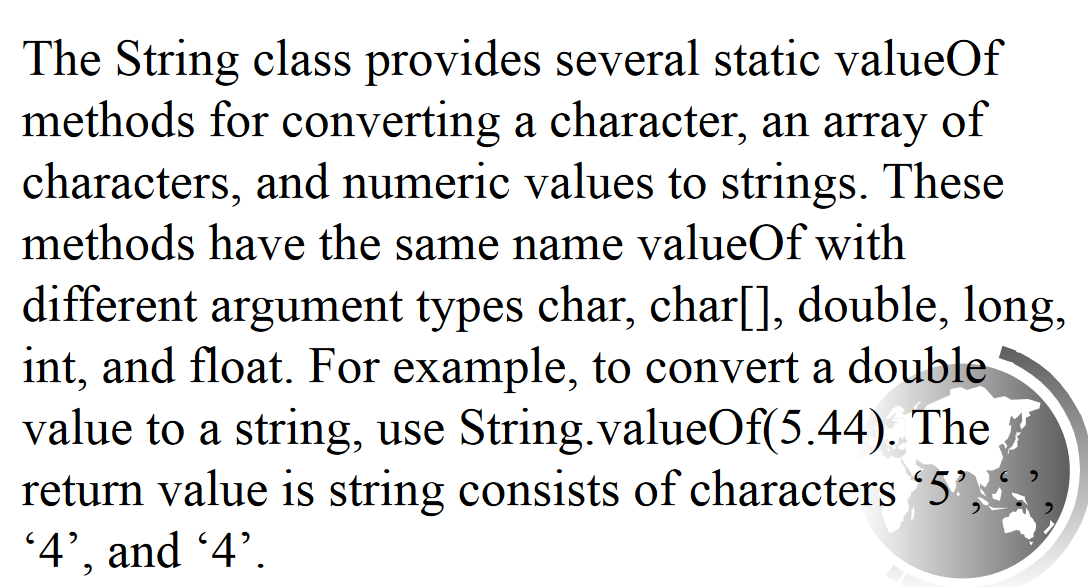 The String class provides several static valueOf
methods for converting a character, an array of
characters, and numeric values to strings. These
methods have the same name valueOf with
different argument types char, char[], double, long,
int, and float. For example, to convert a double
value to a string, use String.valueOf(5.44). The
return value is string consists of characters ‘5’, ‘.’,
‘4’, and ‘4’.